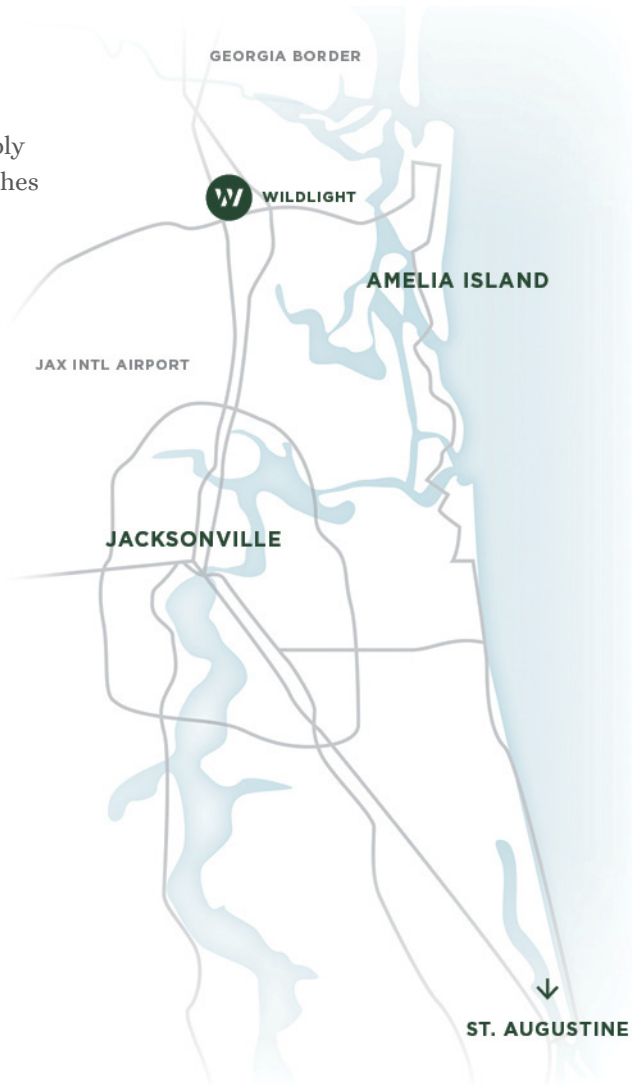 GEORGIA BORDER
W WILDLIGHT
AMELIA ISLAND
JAX INTL AIRPORT
JACKSONVILLE
ST. AUGUSTINE